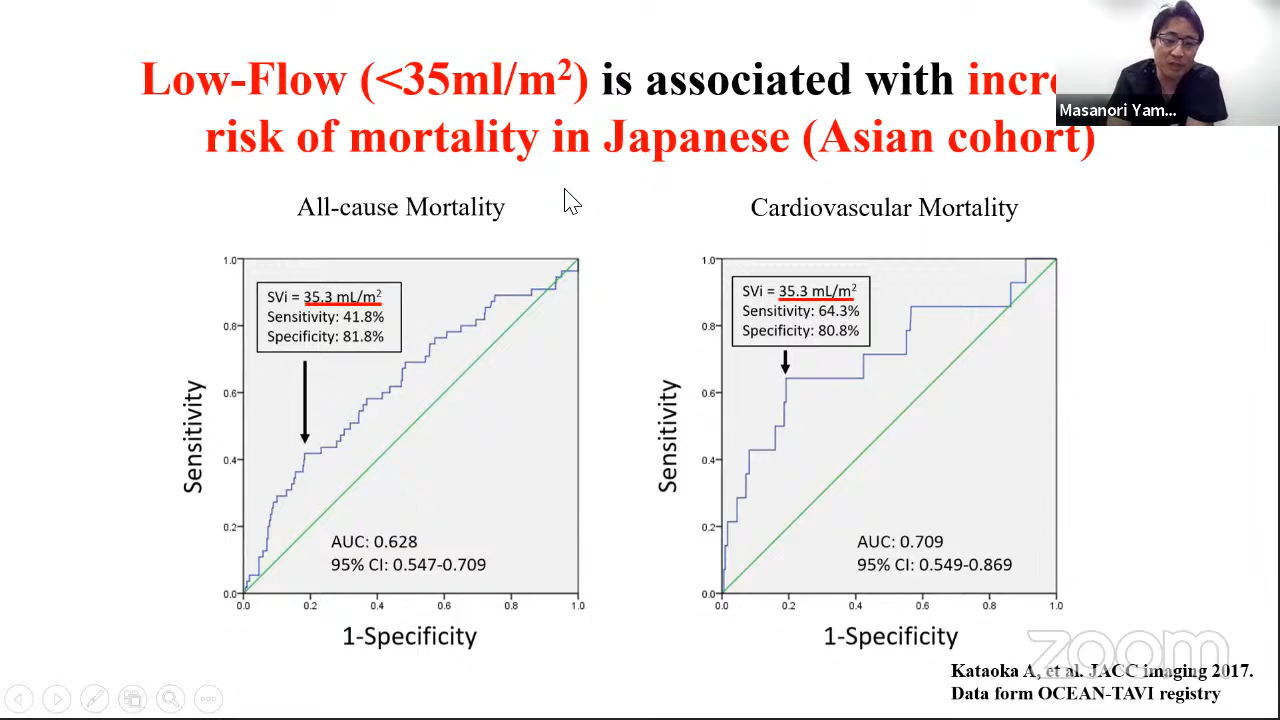 Low-Flow (<35ml/m²) is associated with incre
Masanori Yam...
risk of mortality in Japanese (Asian cohort)
All-cause Mortality
Cardiovascular Mortality
SVi = 35.3 mL/m²
Sensitivity: 41.8%
Specificity: 81.8%
SVi = 35.3 mL/m²
Sensitivity: 64.3%
Specificity: 80.8%
1.0
0.8
0.6
0.4
0.2
0.0
Sensitivity
AUC: 0.628
95% CI: 0.547-0.709
0.0 0.2 0.4 0.6 0.8 1.0
1-Specificity
1.0
0.8
0.6
0.4
0.2
0.0
Sensitivity
AUC: 0.709
95% CI: 0.549-0.869
0.0 0.2 0.4 0.6 0.8 1.0
1-Specificity
zoom
Kataoka A, et al. JACC imaging 2017.
Data form OCEAN-TAVI registry